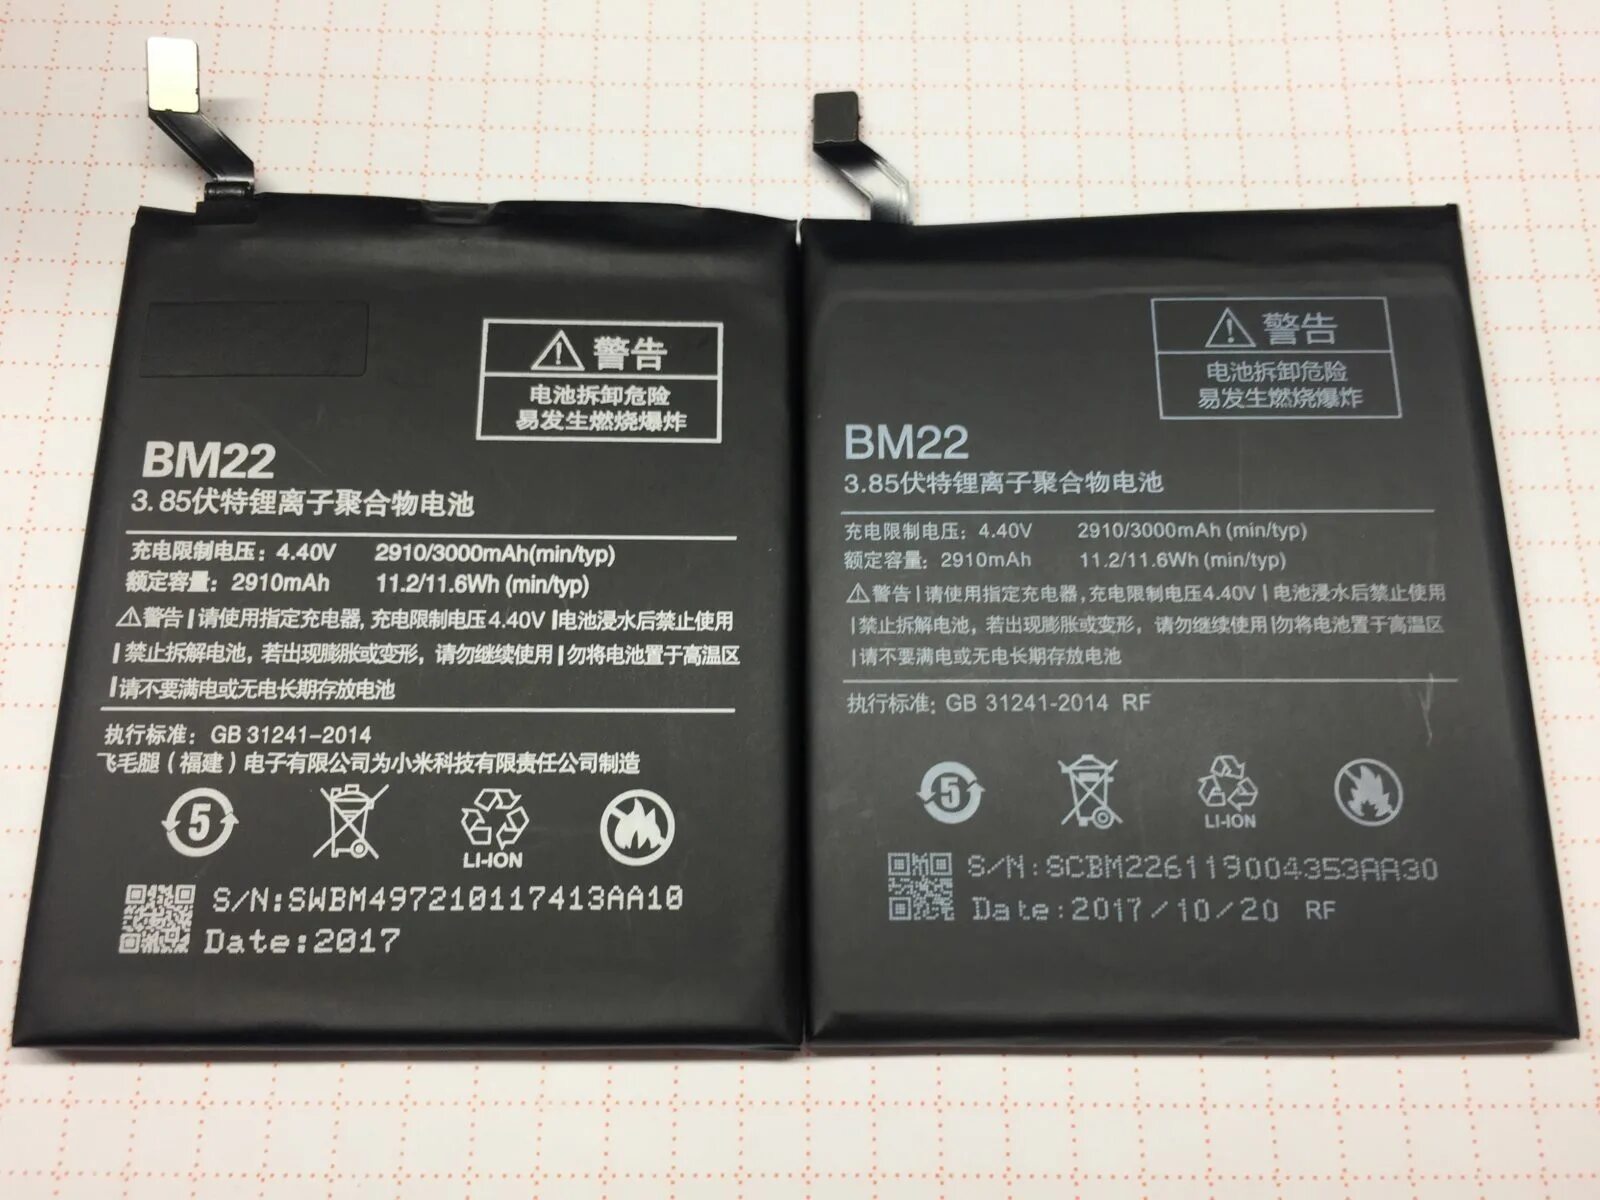 警告
电池拆卸危险
易发生燃烧爆炸
BM22
3.85伏特锂离子聚合物电池
充电限制电压: 4.40V 2910/3000mAh(min/typ)
额定容量: 2910mAh 11.2/11.6Wh (min/typ)
警告|请使用指定充电器, 充电限制电压4.40V |电池浸水后禁止使用
|禁止拆解电池, 若出现膨胀或变形, 请勿继续使用|勿将电池置于高温区
|请不要满电或无电长期存放电池
执行标准: GB 31241-2014
飞毛腿（福建）电子有限公司为小米科技有限责任公司制造
5
LI-ION
S/N:SWBM497210117413AA10
Date:2017
警告
电池拆卸危险
易发生燃烧爆炸
BM22
3.85伏特锂离子聚合物电池
充电限制电压: 4.40V 2910/3000mAh (min/typ)
额定容量: 2910mAh 11.2/11.6Wh (min/typ)
警告|请使用指定充电器, 充电限制电压4.40V |电池浸水后禁止使用
|禁止拆解电池, 若出现膨胀或变形, 请勿继续使用|勿将电池置于高温区
|请不要满电或无电长期存放电池
执行标准: GB 31241-2014 RF
5
LI-ION
S/N:SCBM226119004353AA30
Date:2017/10/20 RF